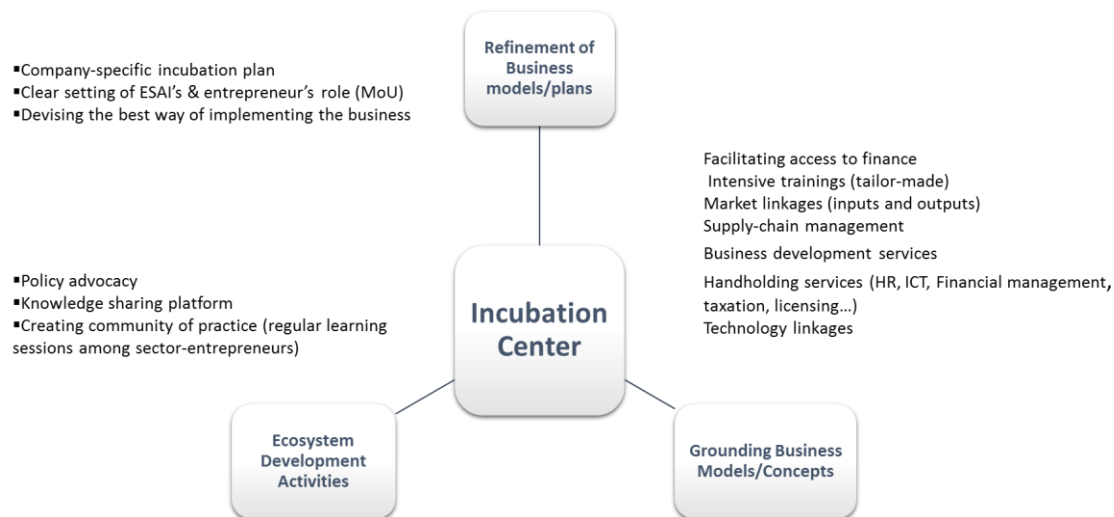 Refinement of
Business
models/plans
▪Company-specific incubation plan
▪Clear setting of ESAI's & entrepreneur's role (MoU)
▪Devising the best way of implementing the business
Facilitating access to finance
Intensive trainings (tailor-made)
Market linkages (inputs and outputs)
Supply-chain management
Business development services
Handholding services (HR, ICT, Financial management,
taxation, licensing…)
Technology linkages
▪Policy advocacy
▪Knowledge sharing platform
▪Creating community of practice (regular learning
sessions among sector-entrepreneurs)
Incubation
Center
Ecosystem
Development
Activities
Grounding Business
Models/Concepts